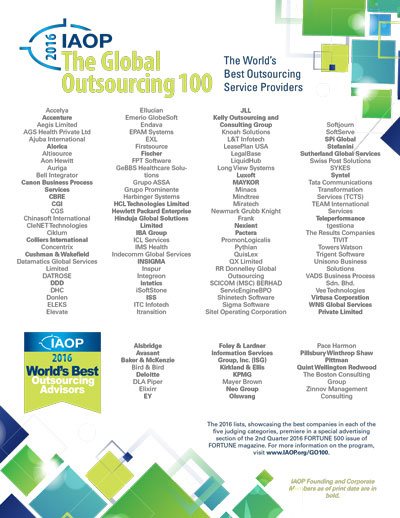 2016
IAOP
The Global
Outsourcing 100
The World's
Best Outsourcing
Service Providers
Accelya
Accenture
Aegis Limited
AGS Health Private Ltd
Ajuba International
Alorica
Altisource
Aon Hewitt
Auriga
Bell Integrator
Canon Business Process
Services
CBRE
CGI
CGS
Chinasoft International
CIeNET Technologies
Ciklum
Colliers International
Concentrix
Cushman & Wakefield
Datamatics Global Services
Limited
DATROSE
DDD
DHC
Donlen
ELEKS
Elevate
Ellucian
Emerio GlobeSoft
Endava
EPAM Systems
EXL
Firstsource
Fischer
FPT Software
GeBBS Healthcare Solu-
tions
Grupo ASSA
Grupo Prominente
Harbinger Systems
HCL Technologies Limited
Hewlett Packard Enterprise
Hinduja Global Solutions
Limited
IBA Group
ICL Services
IMS Health
Indecomm Global Services
INSIGMA
Inspur
Integreon
Intetics
iSoftStone
ISS
ITC Infotech
Itransition
JLL
Kelly Outsourcing and
Consulting Group
Knoah Solutions
L&T Infotech
LeasePlan USA
LegalBase
LiquidHub
Long View Systems
Luxoft
MAYKOR
Minacs
Mindtree
Miratech
Newmark Grubb Knight
Frank
Nexient
Pactera
PromonLogicalis
Pythian
QuisLex
QX Limited
RR Donnelley Global
Outsourcing
SCICOM (MSC) BERHAD
ServicEngineBPO
Shinetech Software
Sigma Software
Sitel Operating Corporation
Softjourn
SoftServe
SPi Global
Stefanini
Sutherland Global Services
Swiss Post Solutions
SYKES
Syntel
Tata Communications
Transformation
Services (TCTS)
TEAM International
Services
Teleperformance
tgestiona
The Results Companies
TIVIT
Towers Watson
Trigent Software
Unisono Business
Solutions
VADS Business Process
Sdn. Bhd.
Vee Technologies
Virtusa Corporation
WNS Global Services
Private Limited
IAOP
2016
World's Best
Outsourcing
Advisors
Alsbridge
Avasant
Baker & McKenzie
Bird & Bird
Deloitte
DLA Piper
Elixirr
EY
Foley & Lardner
Information Services
Group, Inc. (ISG)
Kirkland & Ellis
KPMG
Mayer Brown
Neo Group
Olswang
Pace Harmon
Pillsbury Winthrop Shaw
Pittman
Quint Wellington Redwood
The Boston Consulting
Group
Zinnov Management
Consulting
The 2016 lists, showcasing the best companies in each of the
five judging categories, premiere in a special advertising
section of the 2nd Quarter 2016 FORTUNE 500 issue of
FORTUNE magazine. For more information on the program,
visit www.IAOP.org/GO100.
IAOP Founding and Corporate
Members as of print date are in
bold.